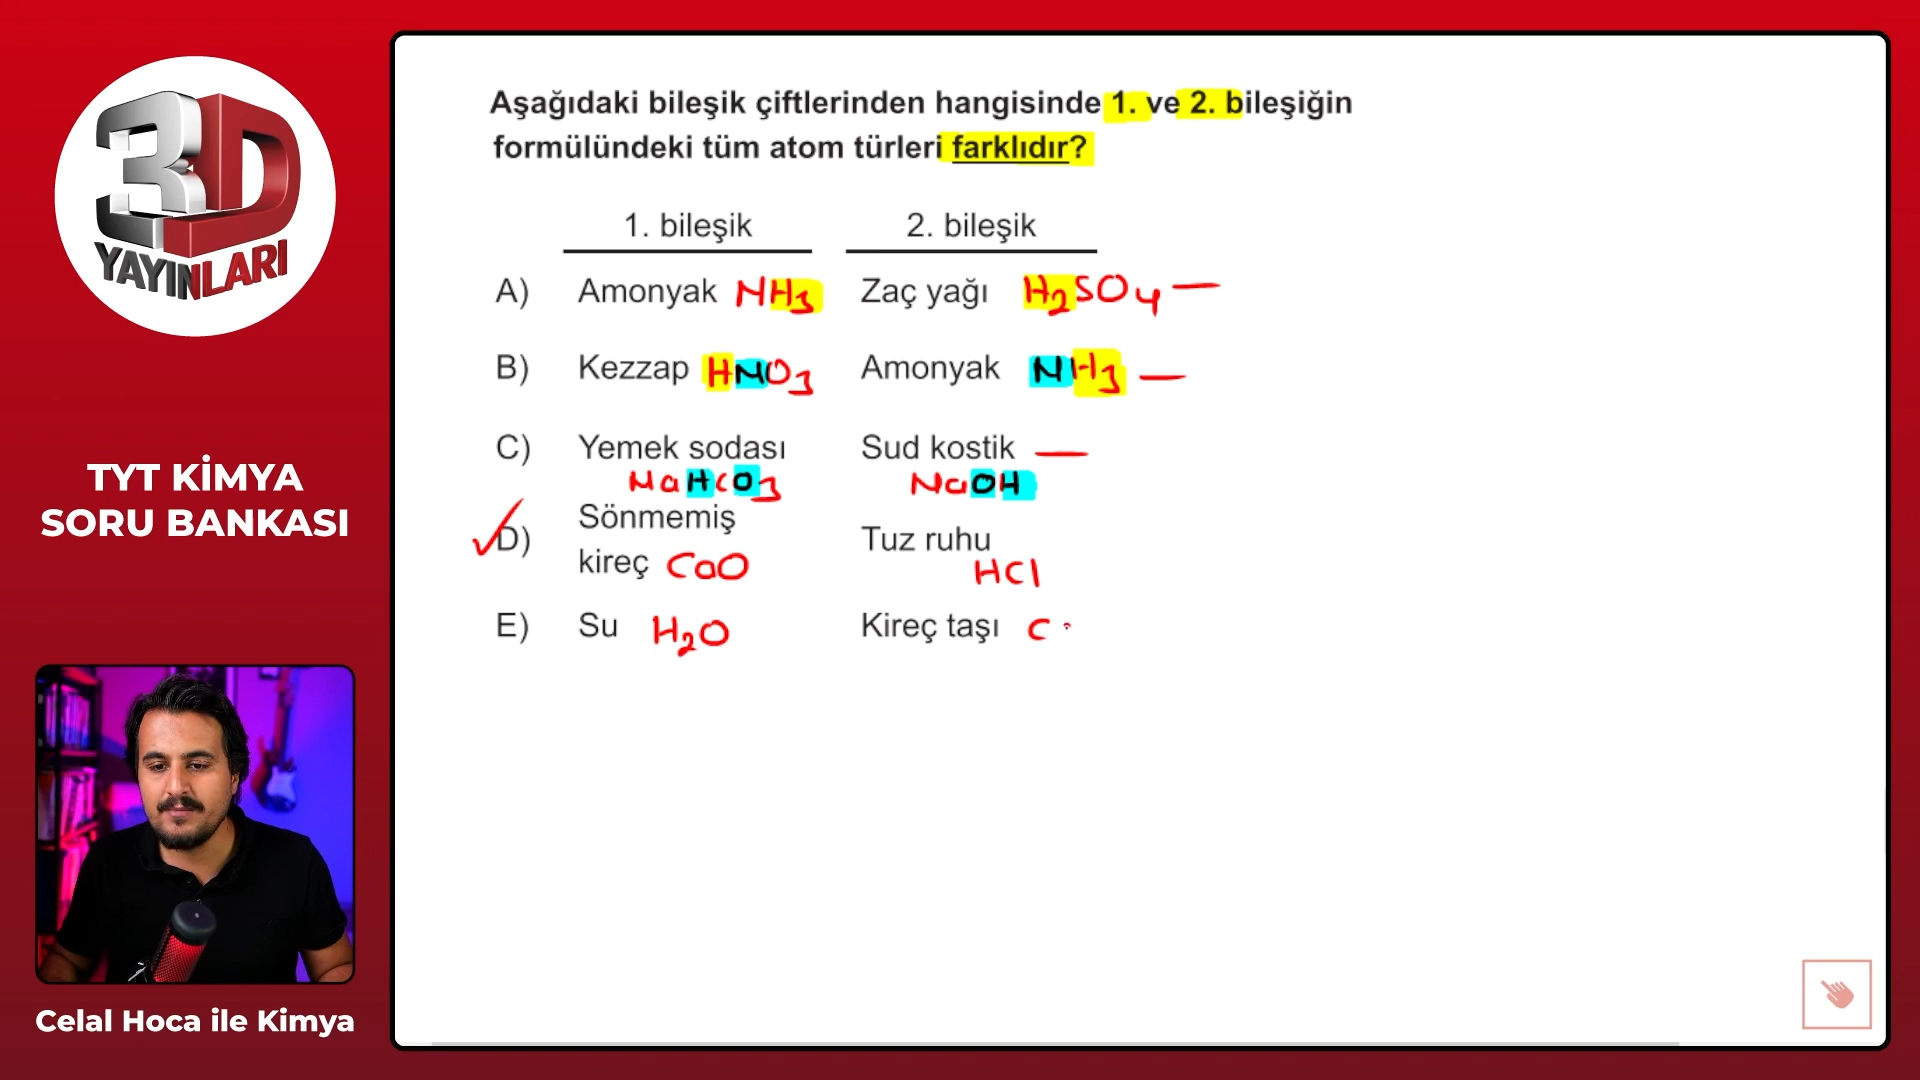 3D
YAYINLARI
TYT KİMYA
SORU BANKASI
Celal Hoca ile Kimya
Aşağıdaki bileşik çiftlerinden hangisinde 1. ve 2. bileşiğin
formülündeki tüm atom türleri farklıdır?
1. bileşik 2. bileşik
A) Amonyak NH3 Zaç yağı H2SO4 —
B) Kezzap HNO3 Amonyak NH3 —
C) Yemek sodası Sud kostik —
NaHCO3 NaOH
D) Sönmemiş
kireç CaO Tuz ruhu
HCl
E) Su H2O Kireç taşı C